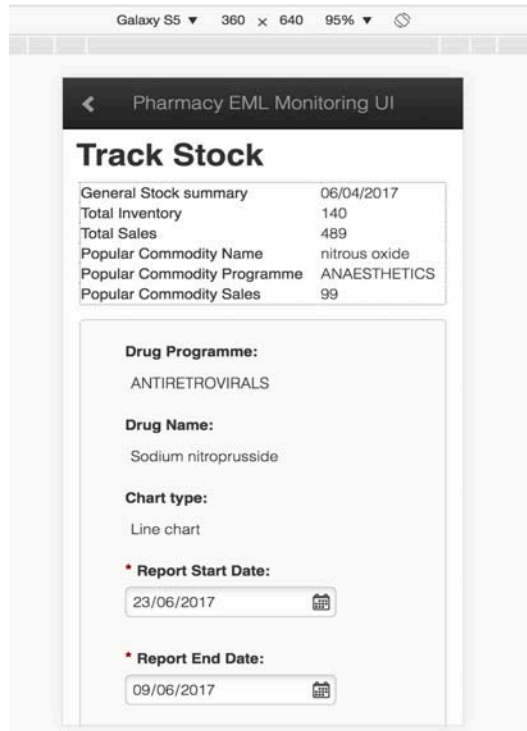 Galaxy S5 ▼ 360 × 640 95% ▼
Pharmacy EML Monitoring UI
Track Stock
General Stock summary 06/04/2017
Total Inventory 140
Total Sales 489
Popular Commodity Name nitrous oxide
Popular Commodity Programme ANAESTHETICS
Popular Commodity Sales 99
Drug Programme:
ANTIRETROVIRALS
Drug Name:
Sodium nitroprusside
Chart type:
Line chart
* Report Start Date:
23/06/2017
* Report End Date:
09/06/2017